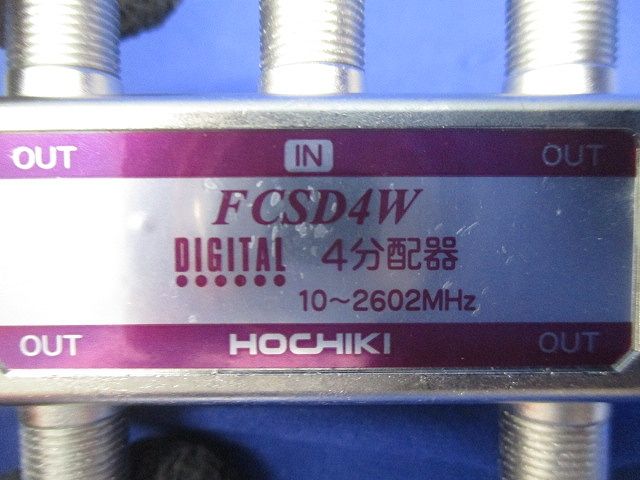 OUT IN OUT
FCSD4W
DIGITAL 4分配器
10～2602MHz
OUT HOCHIKI OUT